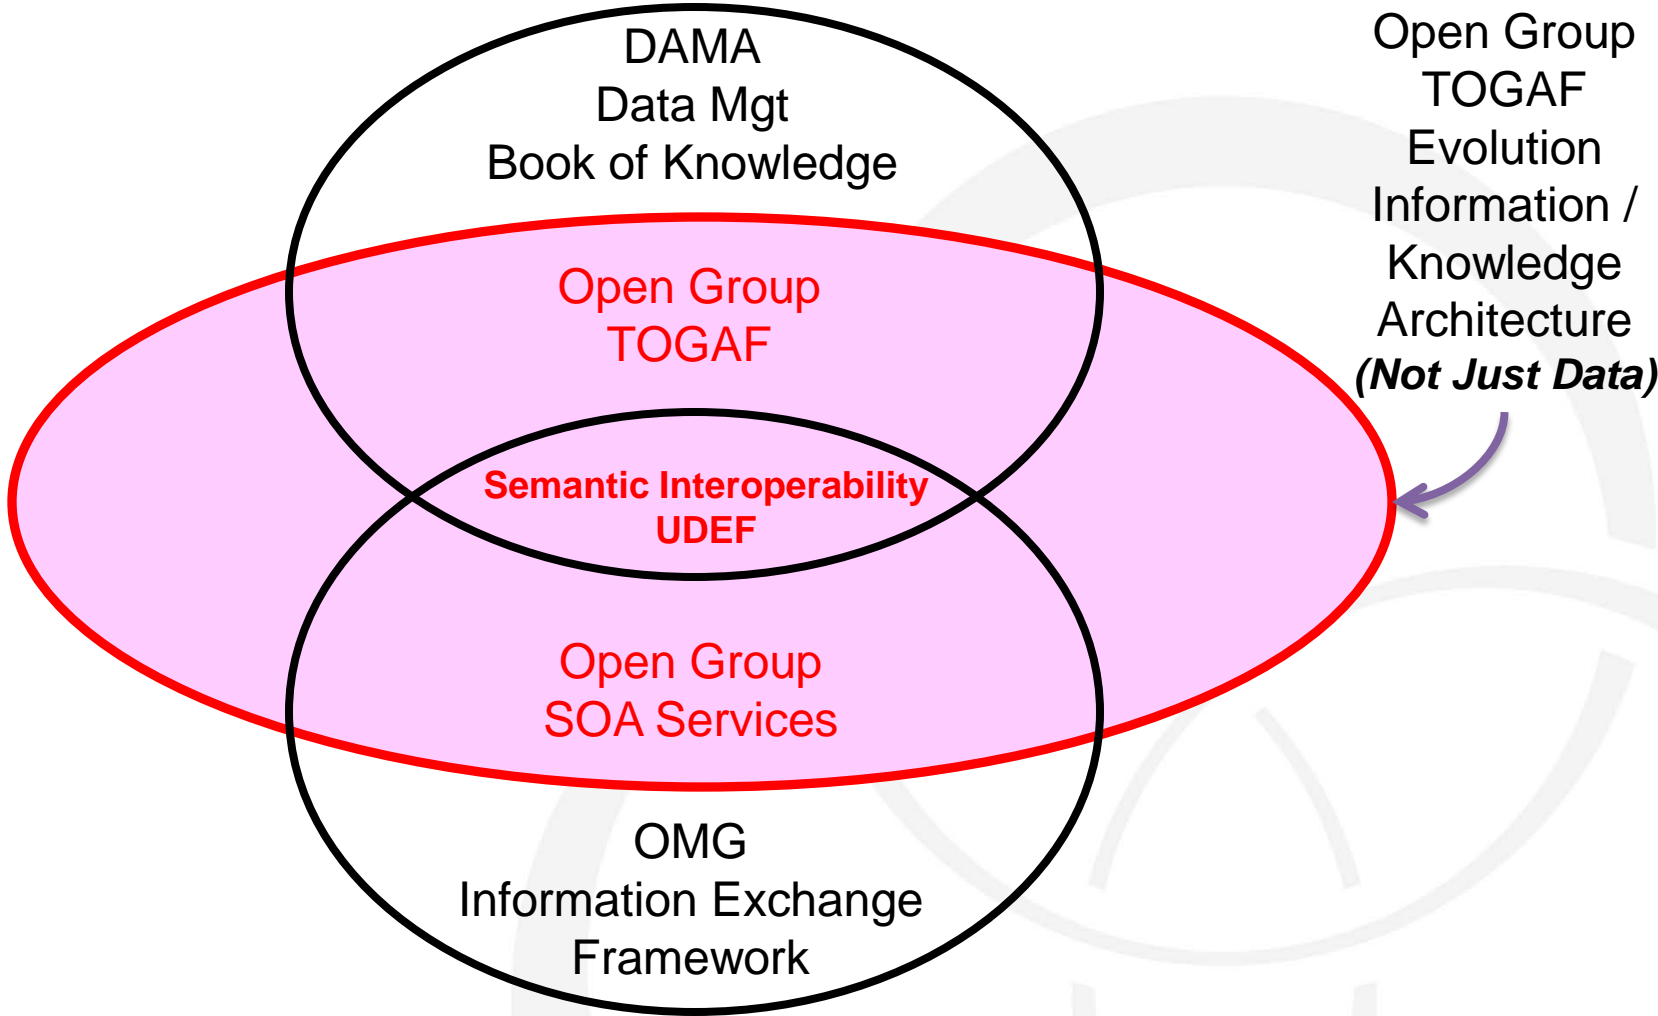 DAMA
Data Mgt
Book of Knowledge
Open Group
TOGAF
Semantic Interoperability
UDEF
Open Group
SOA Services
OMG
Information Exchange
Framework
Open Group
TOGAF
Evolution
Information /
Knowledge
Architecture
(Not Just Data)